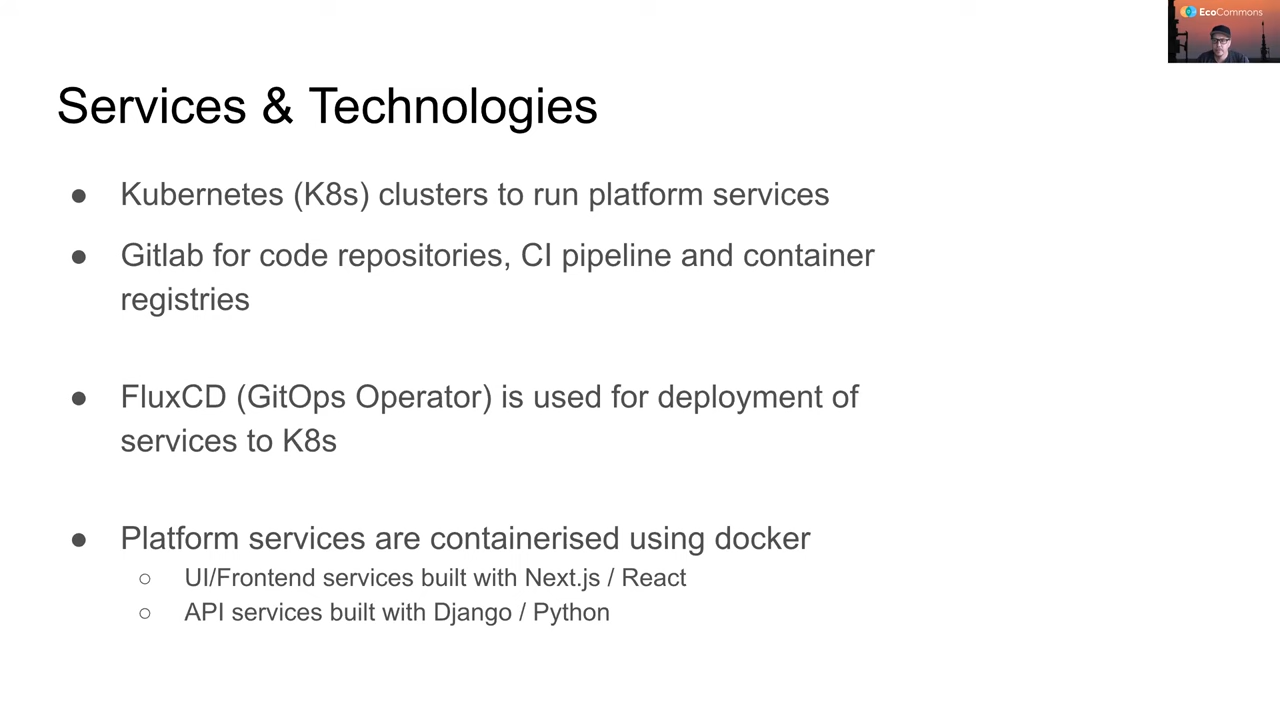 EcoCommons
Services & Technologies
● Kubernetes (K8s) clusters to run platform services
● Gitlab for code repositories, CI pipeline and container
registries
● FluxCD (GitOps Operator) is used for deployment of
services to K8s
● Platform services are containerised using docker
○ UI/Frontend services built with Next.js / React
○ API services built with Django / Python